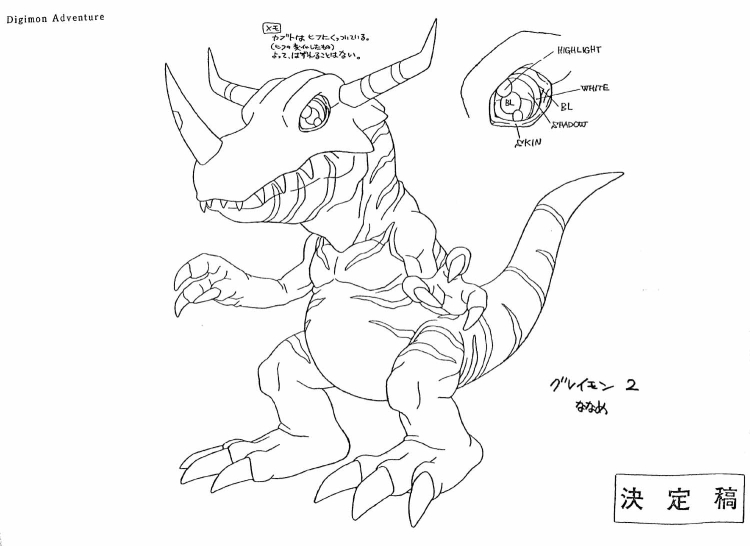 Digimon Adventure
メモ
カブトは ヒフにくっついている。
(ヒフの変化したもの)
よって、はずれることはない。
HIGHLIGHT
WHITE
BL
BL
SHADOW
SKIN
グレイモン 2
ななめ
決定稿